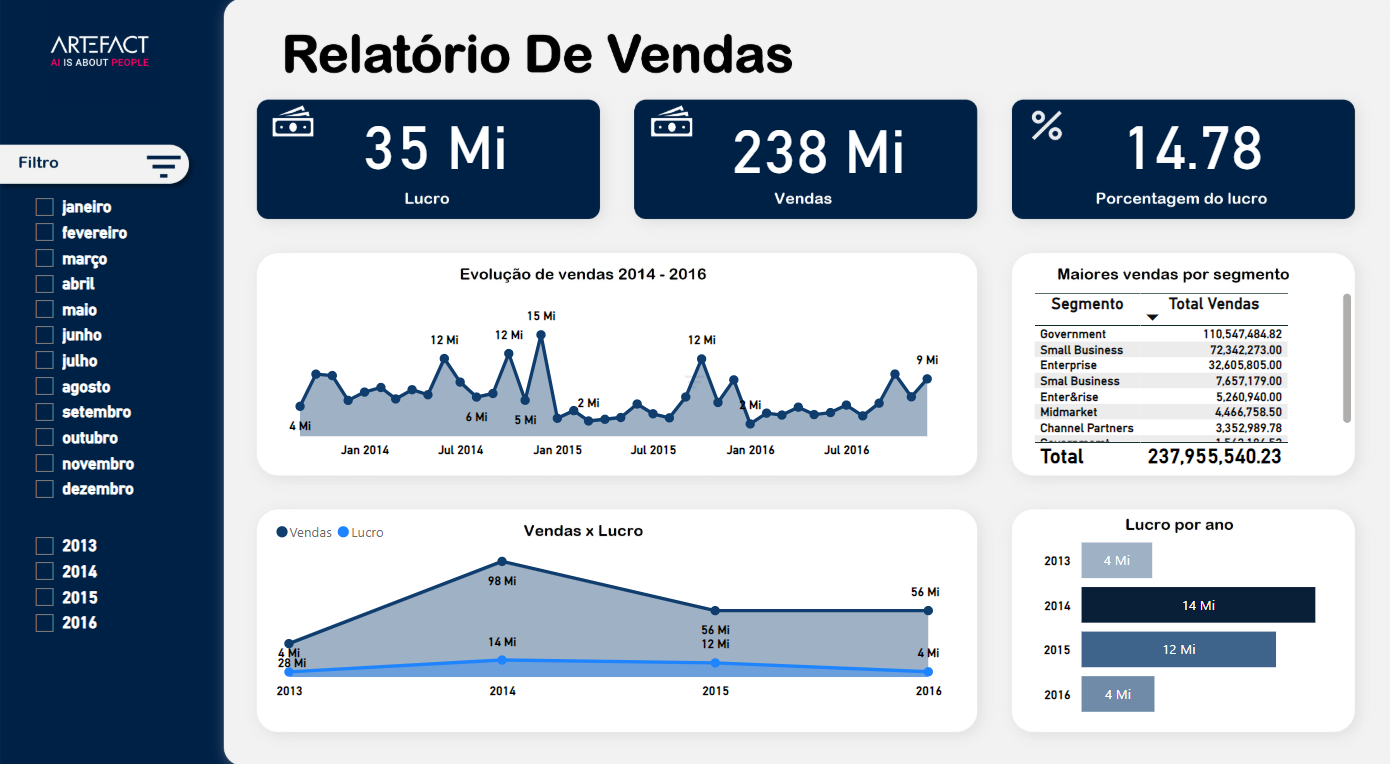 ARTEFACT
AI IS ABOUT PEOPLE
Filtro
janeiro
fevereiro
março
abril
maio
junho
julho
agosto
setembro
outubro
novembro
dezembro
2013
2014
2015
2016
Relatório De Vendas
35 Mi
Lucro
238 Mi
Vendas
14.78
Porcentagem do lucro
Evolução de vendas 2014 - 2016
15 Mi
12 Mi
12 Mi
12 Mi
9 Mi
4 Mi
6 Mi
5 Mi
2 Mi
2 Mi
Jan 2014 Jul 2014 Jan 2015 Jul 2015 Jan 2016 Jul 2016
Maiores vendas por segmento
Segmento Total Vendas
Government 110,547,484.82
Small Business 72,342,273.00
Enterprise 32,605,805.00
Smal Business 7,657,179.00
Enter&rise 5,260,940.00
Midmarket 4,466,758.50
Channel Partners 3,352,989.78
Total 237,955,540.23
Vendas Lucro
Vendas x Lucro
98 Mi
56 Mi
56 Mi
4 Mi
28 Mi
14 Mi
12 Mi
4 Mi
2013 2014 2015 2016
Lucro por ano
2013 4 Mi
2014 14 Mi
2015 12 Mi
2016 4 Mi